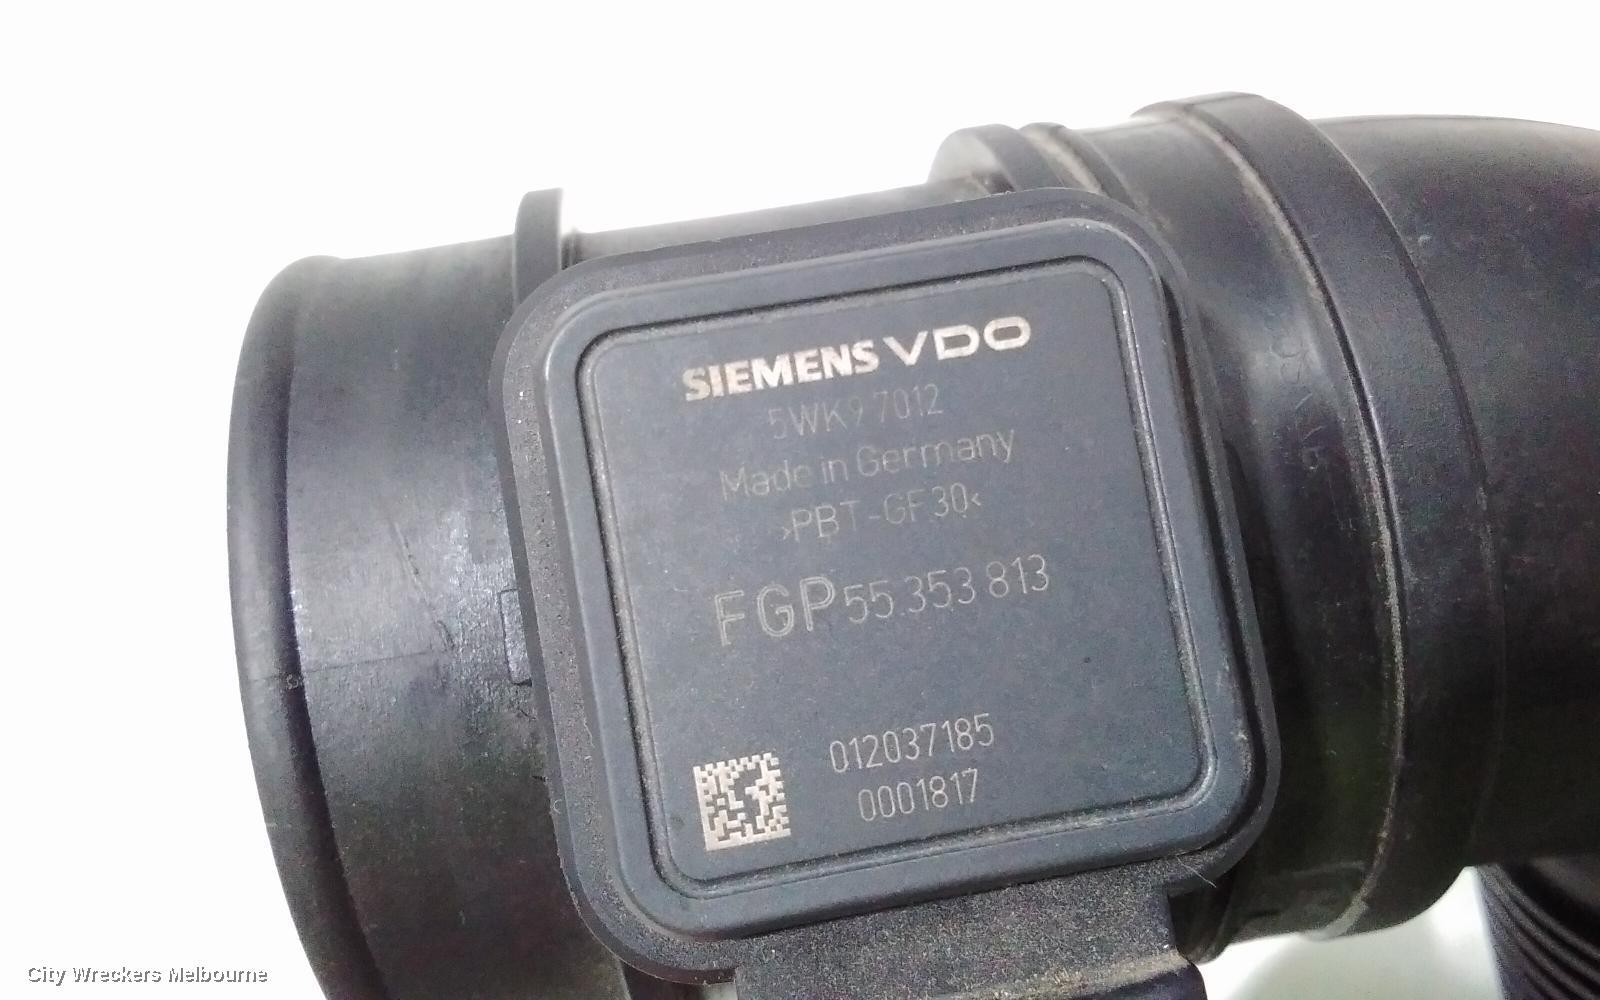 SIEMENS VDO
5WK9 7012
Made in Germany
>PBT-GF30<
FGP 55 353 813
012037185
0001817
City Wreckers Melbourne